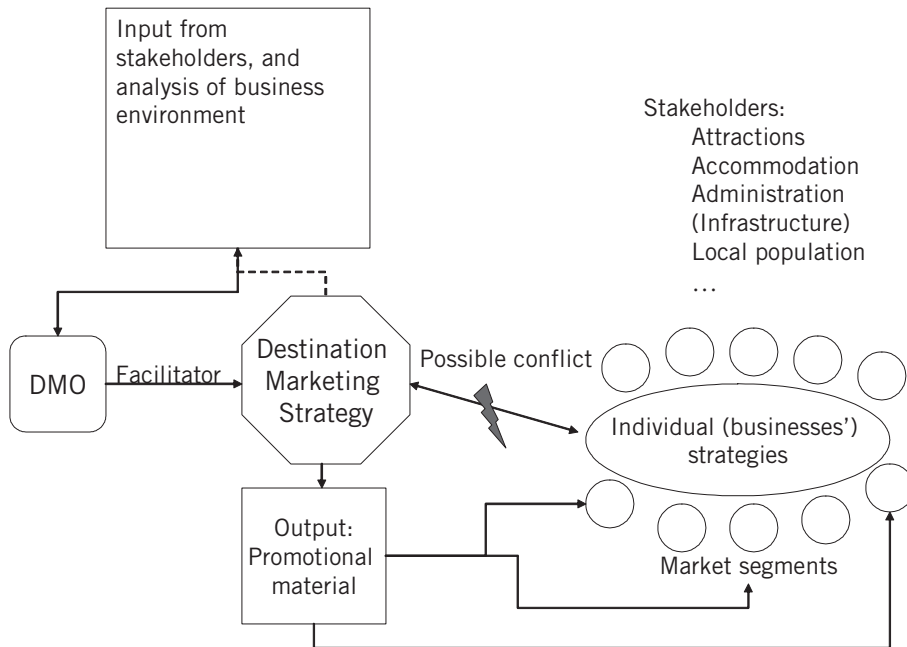 Input from
stakeholders, and
analysis of business
environment
Stakeholders:
Attractions
Accommodation
Administration
(Infrastructure)
Local population
...
DMO
Facilitator
Destination
Marketing
Strategy
Possible conflict
Individual (businesses’)
strategies
Output:
Promotional
material
Market segments